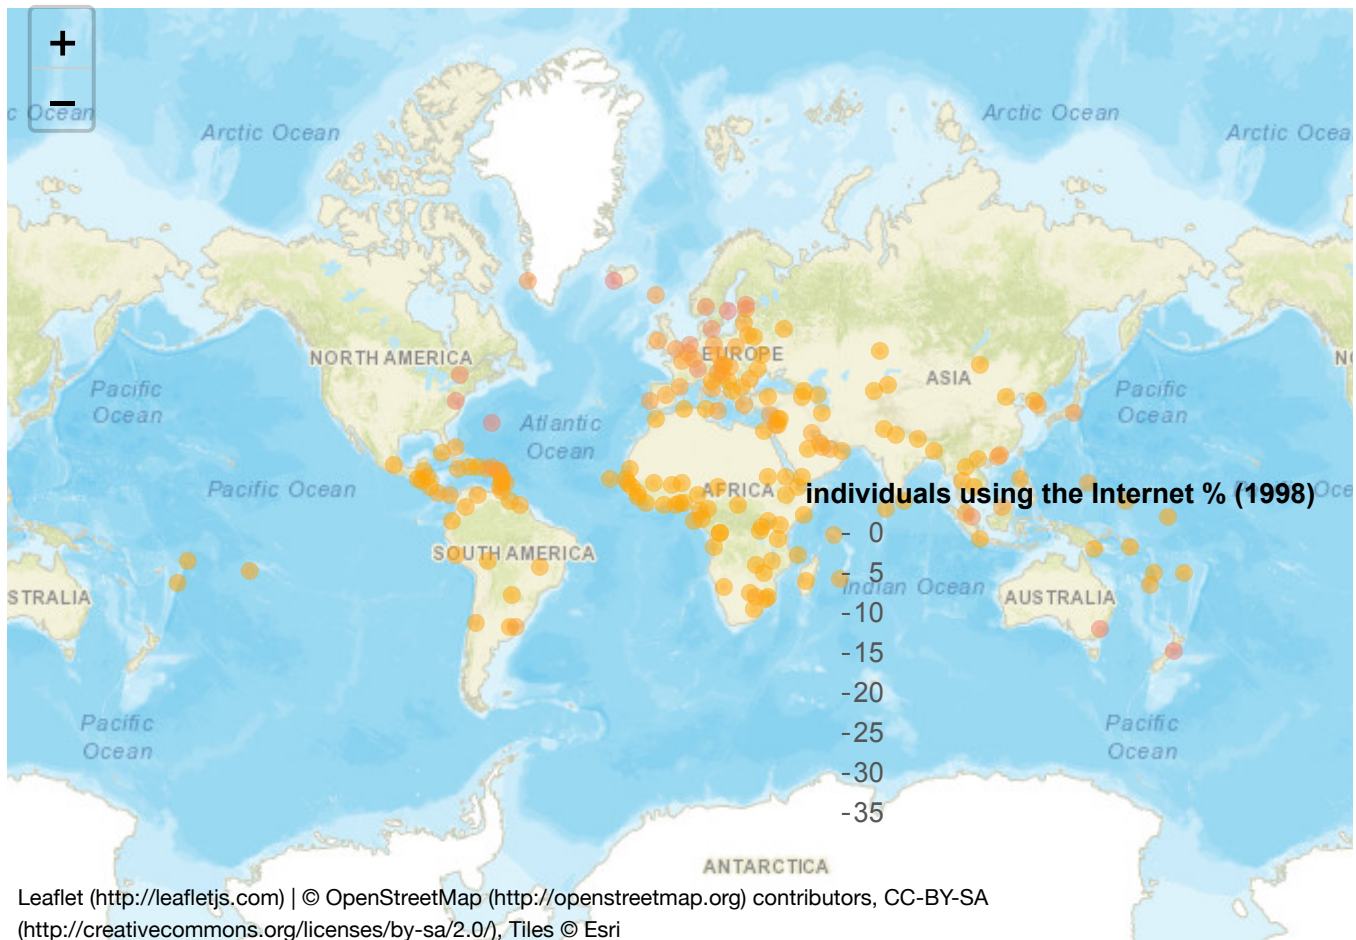 +
−
c Ocean
Arctic Ocean
Arctic Ocean
Arctic Ocea
NORTH AMERICA
EUROPE
ASIA
NO
Pacific
Ocean
Atlantic
Ocean
Pacific
Ocean
Pacific Ocean
AFRICA
individuals using the Internet % (1998)
Oce
SOUTH AMERICA
Indian Ocean
STRALIA
AUSTRALIA
- 0
- 5
-10
-15
-20
-25
-30
-35
Pacific
Ocean
Pacific
Ocean
ANTARCTICA
Leaflet (http://leafletjs.com) | © OpenStreetMap (http://openstreetmap.org) contributors, CC-BY-SA
(http://creativecommons.org/licenses/by-sa/2.0/), Tiles © Esri